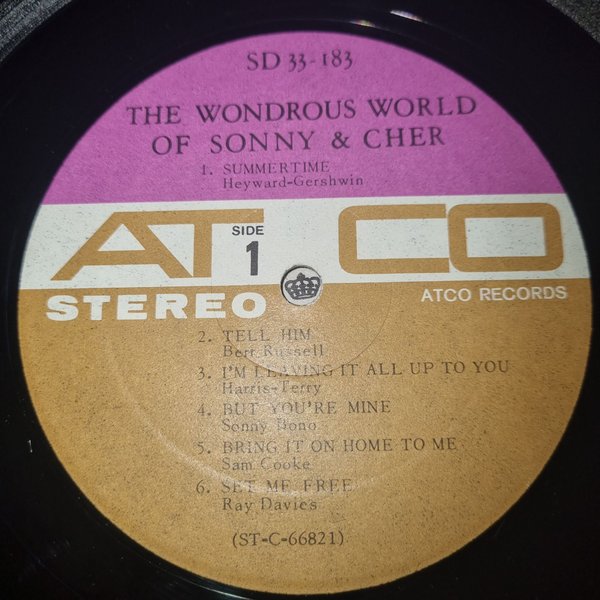 SD 33-183
THE WONDROUS WORLD
OF SONNY & CHER
1. SUMMERTIME
Heyward-Gershwin
ATCO
SIDE
1
STEREO
ATCO RECORDS
2. TELL HIM
Bert Russell
3. I'M LEAVING IT ALL UP TO YOU
Harris-Terry
4. BUT YOU'RE MINE
Sonny Bono
5. BRING IT ON HOME TO ME
Sam Cooke
6. SET ME FREE
Ray Davies
(ST-C-66821)